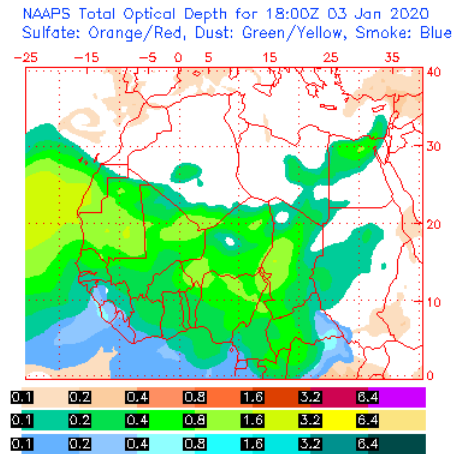 NAAPS Total Optical Depth for 18:00Z 03 Jan 2020
Sulfate: Orange/Red, Dust: Green/Yellow, Smoke: Blue
-25 -15 -5 0 5 15 25 35
40
30
20
10
0
0.1 0.2 0.4 0.8 1.6 3.2 6.4
0.1 0.2 0.4 0.8 1.6 3.2 6.4
0.1 0.2 0.4 0.8 1.6 3.2 6.4